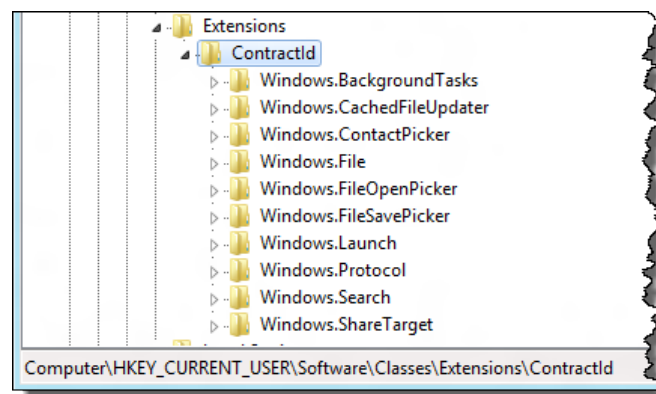 Extensions
ContractId
Windows.BackgroundTasks
Windows.CachedFileUpdater
Windows.ContactPicker
Windows.File
Windows.FileOpenPicker
Windows.FileSavePicker
Windows.Launch
Windows.Protocol
Windows.Search
Windows.ShareTarget
Computer\HKEY_CURRENT_USER\Software\Classes\Extensions\ContractId